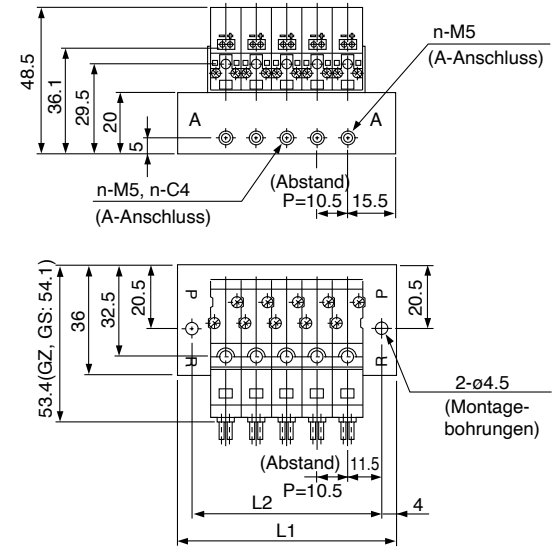 48.5
36.1
29.5
20
5
A
A
n-M5
(A-Anschluss)
n-M5, n-C4
(A-Anschluss)
(Abstand)
P=10.5
15.5
53.4(GZ, GS: 54.1)
36
32.5
20.5
P
R
P
R
20.5
2-ø4.5
(Montage-
bohrungen)
(Abstand)
P=10.5
11.5
L2
4
L1